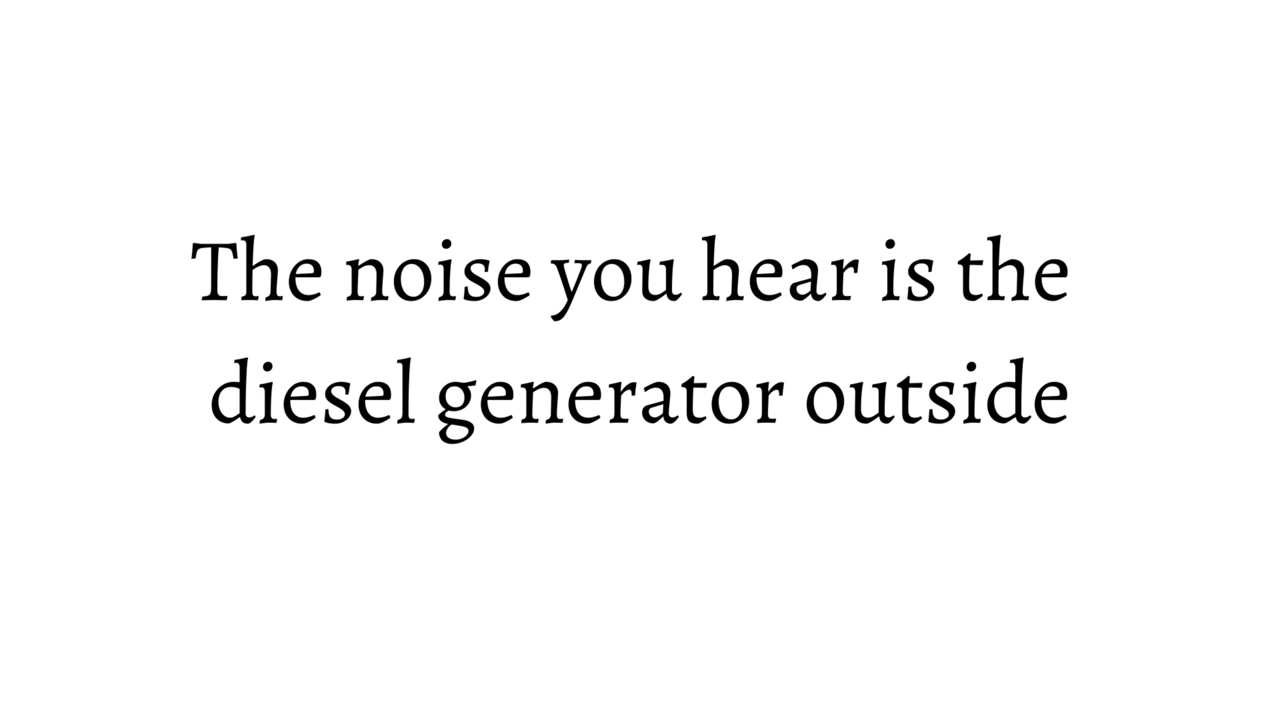 The noise you hear is the
diesel generator outside